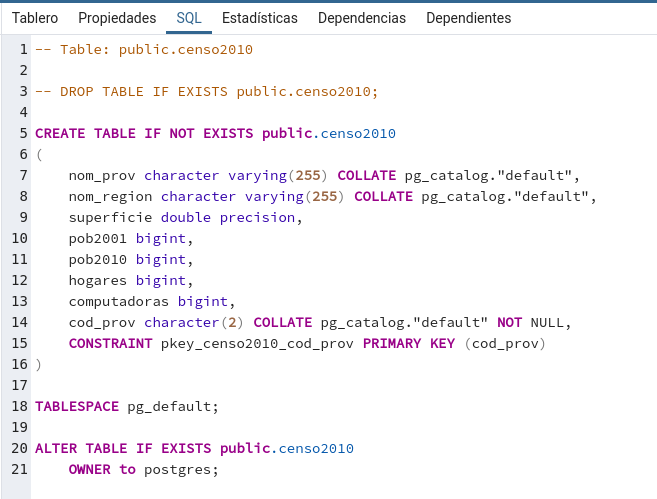 Tablero Propiedades SQL Estadísticas Dependencias Dependientes
1 -- Table: public.censo2010
2
3 -- DROP TABLE IF EXISTS public.censo2010;
4
5 CREATE TABLE IF NOT EXISTS public.censo2010
6 (
7     nom_prov character varying(255) COLLATE pg_catalog."default",
8     nom_region character varying(255) COLLATE pg_catalog."default",
9     superficie double precision,
10     pob2001 bigint,
11     pob2010 bigint,
12     hogares bigint,
13     computadoras bigint,
14     cod_prov character(2) COLLATE pg_catalog."default" NOT NULL,
15     CONSTRAINT pkey_censo2010_cod_prov PRIMARY KEY (cod_prov)
16 )
17
18 TABLESPACE pg_default;
19
20 ALTER TABLE IF EXISTS public.censo2010
21     OWNER to postgres;